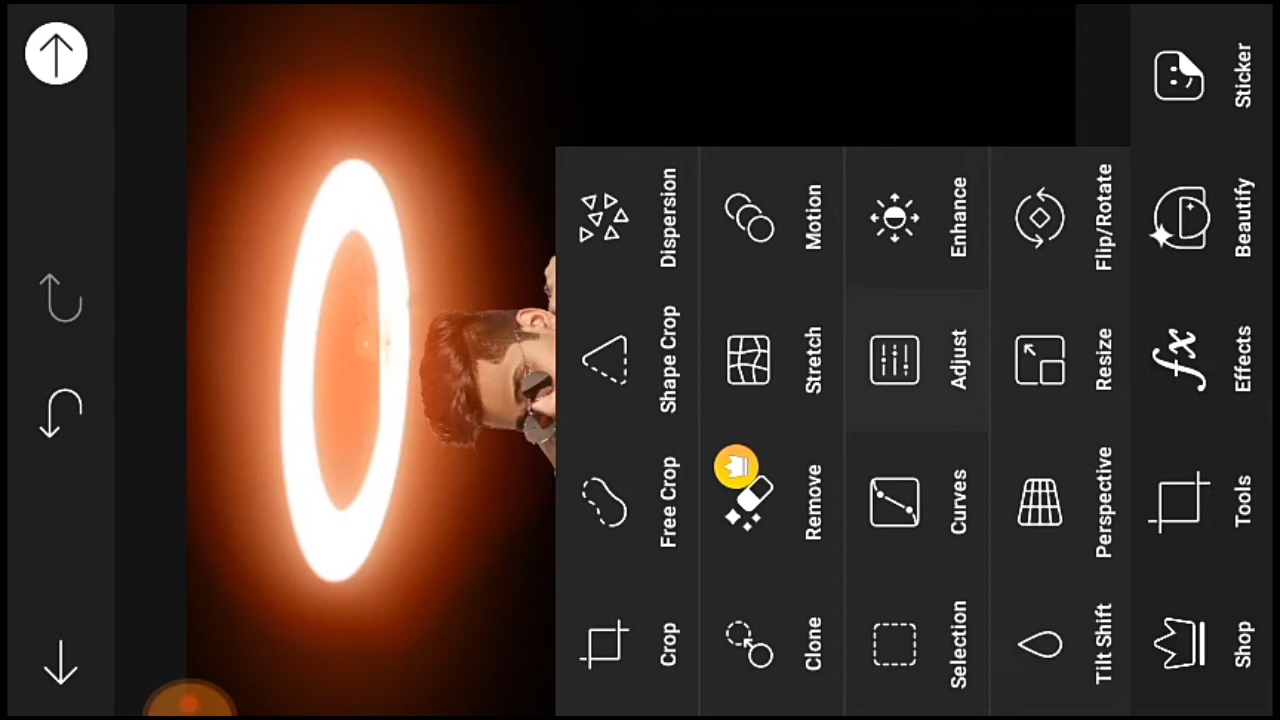 Crop
Free Crop
Shape Crop
Dispersion
Clone
Remove
Stretch
Motion
Selection
Curves
Adjust
Enhance
Tilt Shift
Perspective
Resize
Flip/Rotate
Shop
Tools
fx
Effects
Beautify
Sticker